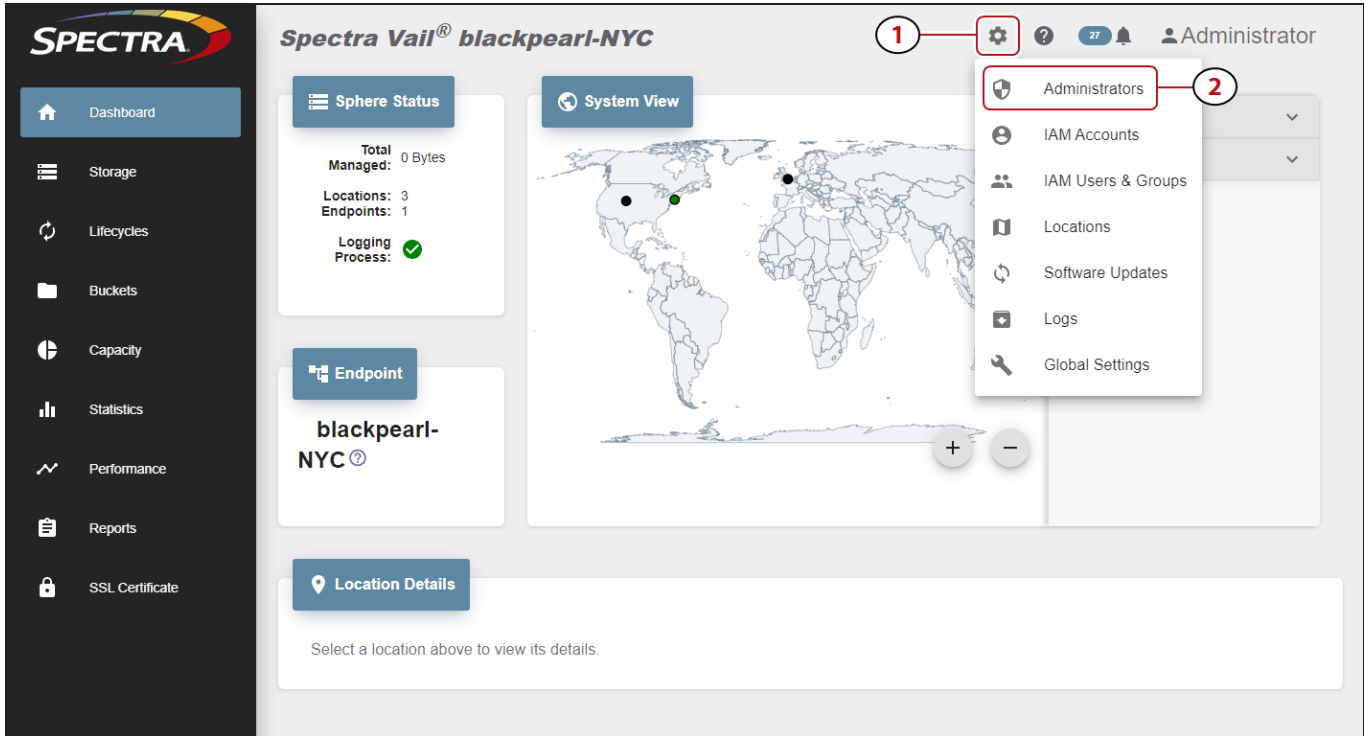 SPECTRA
Spectra Vail® blackpearl-NYC
1
27
Administrator
Dashboard
Storage
Lifecycles
Buckets
Capacity
Statistics
Performance
Reports
SSL Certificate
Sphere Status
Total
Managed: 0 Bytes
Locations: 3
Endpoints: 1
Logging
Process:
System View
Administrators
2
IAM Accounts
IAM Users & Groups
Locations
Software Updates
Logs
Global Settings
Endpoint
blackpearl-
NYC
+
−
Location Details
Select a location above to view its details.